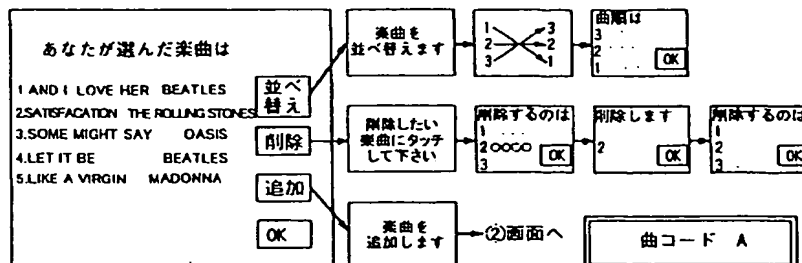 あなたが選んだ楽曲は
1 AND I LOVE HER BEATLES
2.SATISFACATION THE ROLLING STONES
3.SOME MIGHT SAY OASIS
4.LET IT BE BEATLES
5.LIKE A VIRGIN MADONNA
並べ
替え
削除
追加
OK
楽曲を
並べ替えます
1 3
2 2
3 1
曲順は
3
2
1
OK
削除したい
楽曲にタッチ
して下さい
削除するのは
1
2 ○○○○
3
OK
削除します
2
OK
削除するのは
1
2
3
OK
楽曲を
追加します
②画面へ
曲コード A